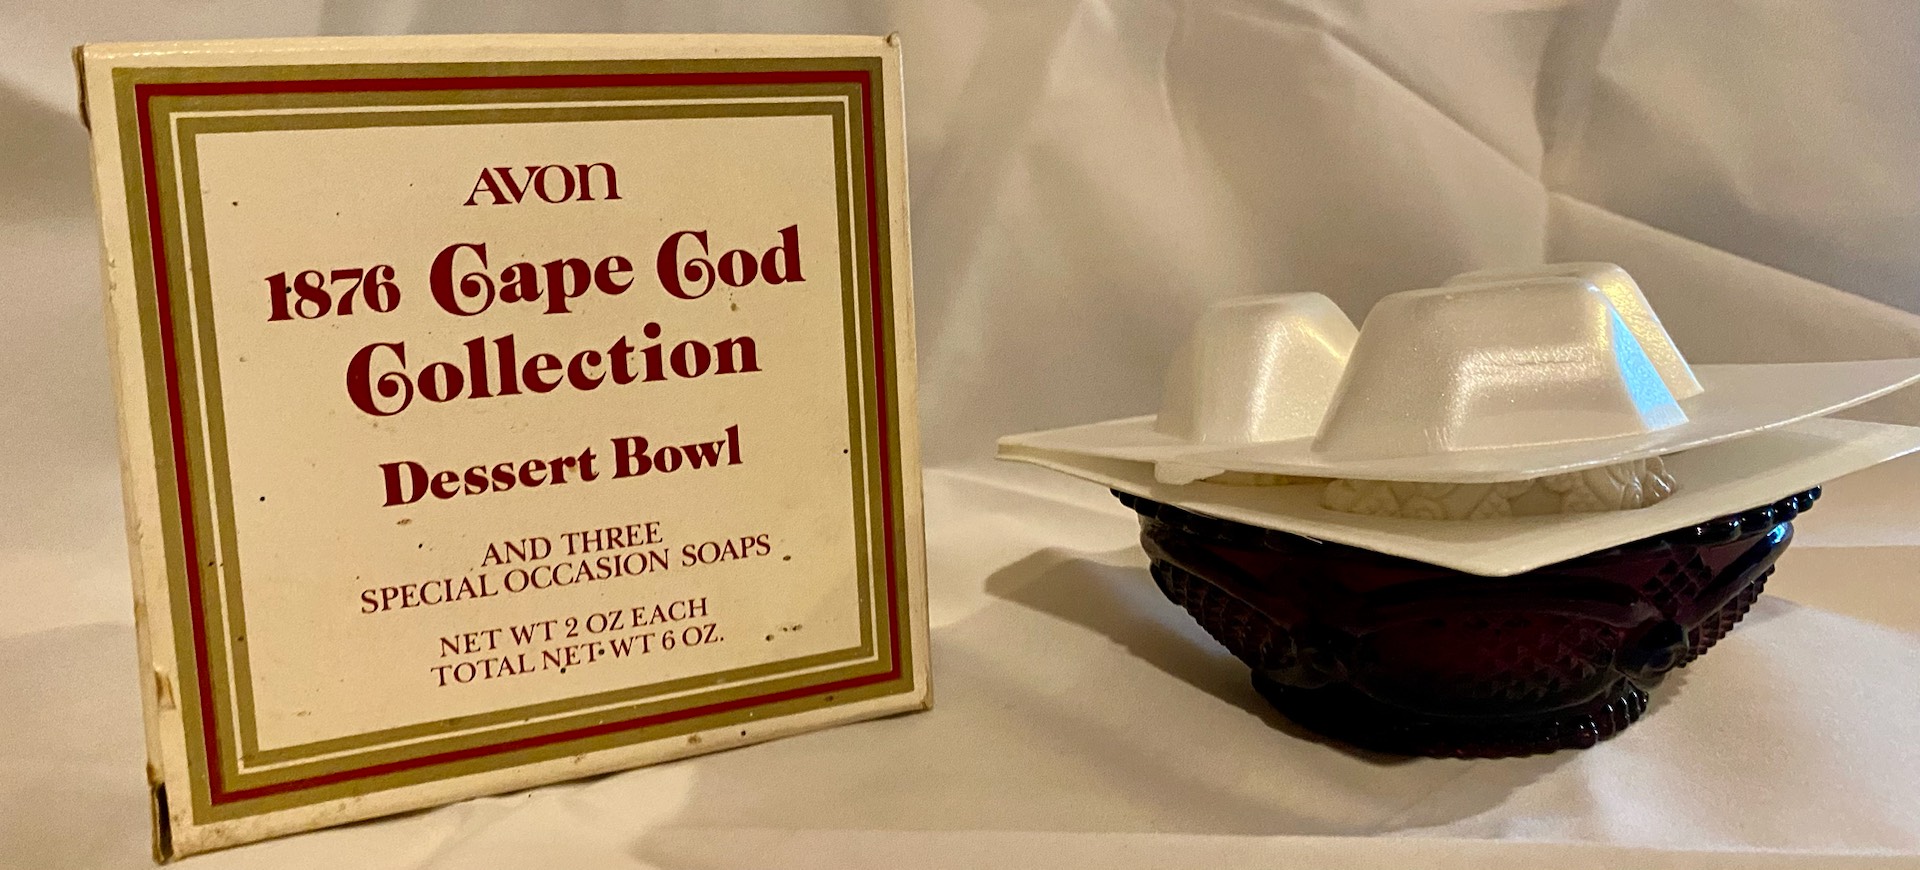 AVON
1876 Cape Cod
Collection
Dessert Bowl
AND THREE
SPECIAL OCCASION SOAPS
NET WT 2 OZ EACH
TOTAL NET WT 6 OZ.